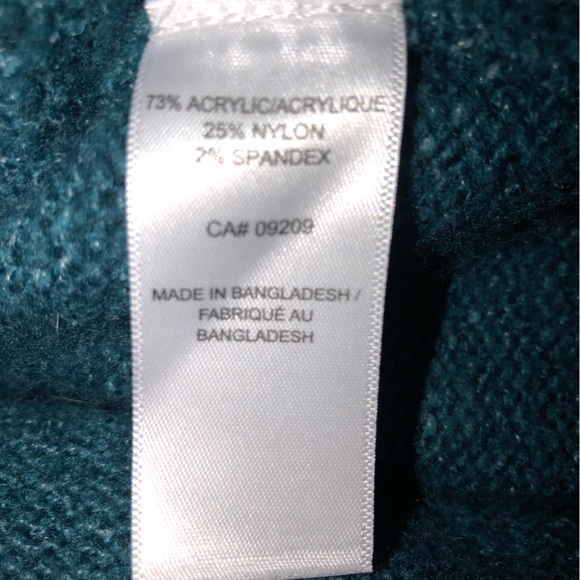 73% ACRYLIC/ACRYLIQUE
25% NYLON
2% SPANDEX
CA# 09209
MADE IN BANGLADESH /
FABRIQUÉ AU
BANGLADESH